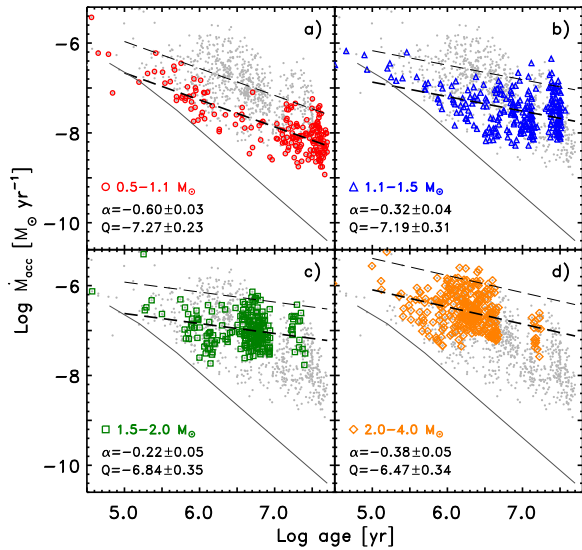 a)
−6
−8
−10
○ 0.5−1.1 M⊙
α=−0.60±0.03
Q=−7.27±0.23
b)
△ 1.1−1.5 M⊙
α=−0.32±0.04
Q=−7.19±0.31
Log Ṁacc [M⊙ yr⁻¹]
c)
−6
−8
−10
□ 1.5−2.0 M⊙
α=−0.22±0.05
Q=−6.84±0.35
d)
◇ 2.0−4.0 M⊙
α=−0.38±0.05
Q=−6.47±0.34
5.0 6.0 7.0 5.0 6.0 7.0
Log age [yr]